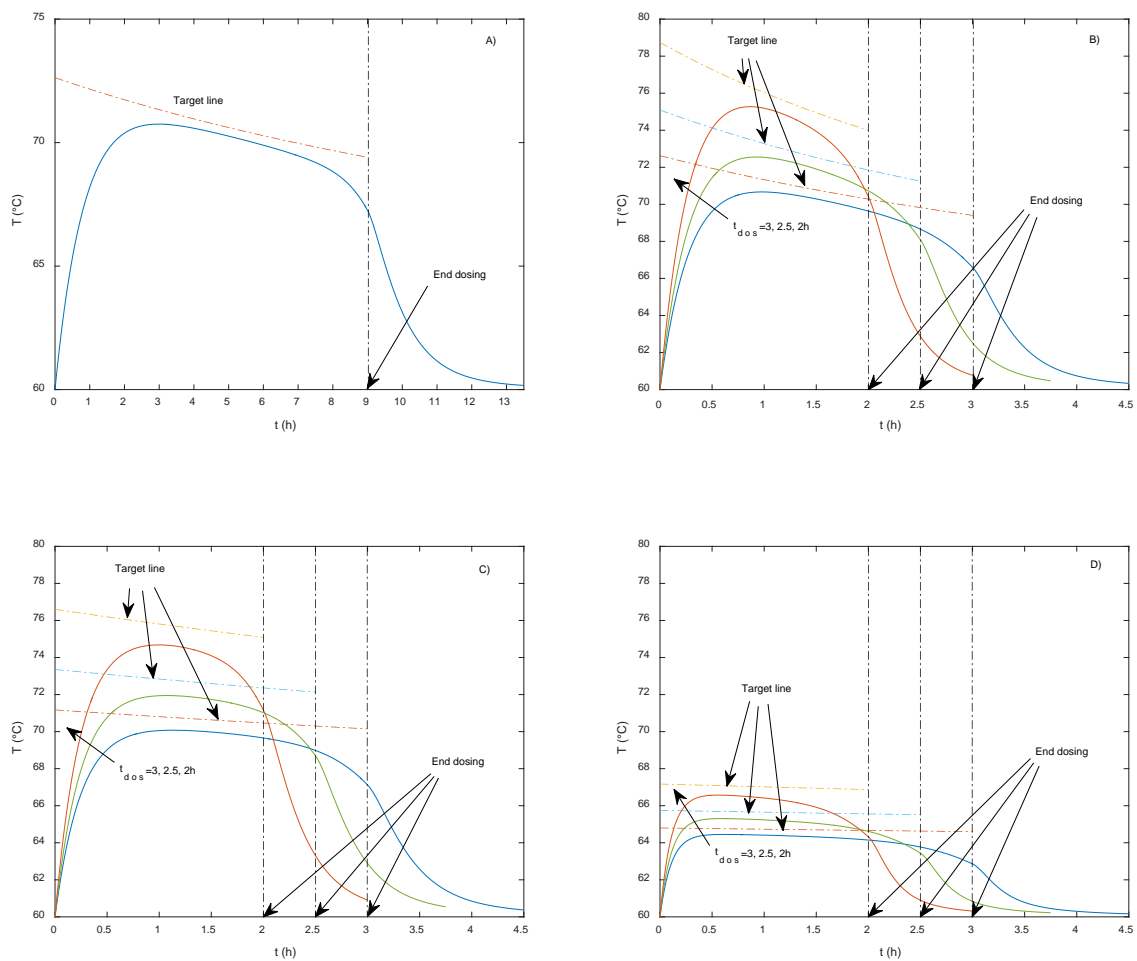 75
A)
Target line
70
T (°C)
65
End dosing
60
0 1 2 3 4 5 6 7 8 9 10 11 12 13
t (h)
80
Target line
B)
78
76
74
72
70
T (°C)
t dos =3, 2.5, 2h
End dosing
68
66
64
62
60
0 0.5 1 1.5 2 2.5 3 3.5 4 4.5
t (h)
80
Target line
C)
78
76
74
72
70
T (°C)
t dos =3, 2.5, 2h
End dosing
68
66
64
62
60
0 0.5 1 1.5 2 2.5 3 3.5 4 4.5
t (h)
80
D)
78
76
74
72
Target line
70
T (°C)
End dosing
68
66
t dos =3, 2.5, 2h
64
62
60
0 0.5 1 1.5 2 2.5 3 3.5 4 4.5
t (h)